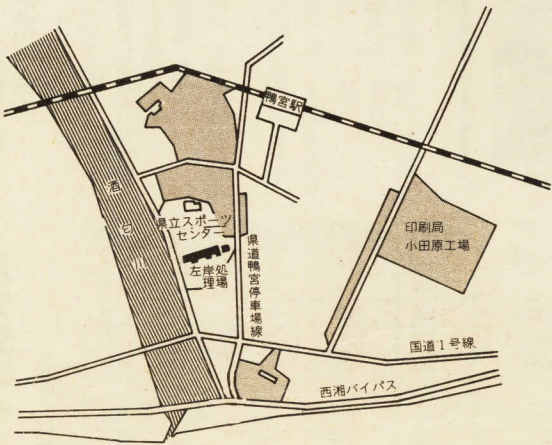 鴨宮駅
酒匂川
県立スポーツ
センター
左岸処
理場
県道鴨宮停車場線
印刷局
小田原工場
国道1号線
西湘バイパス